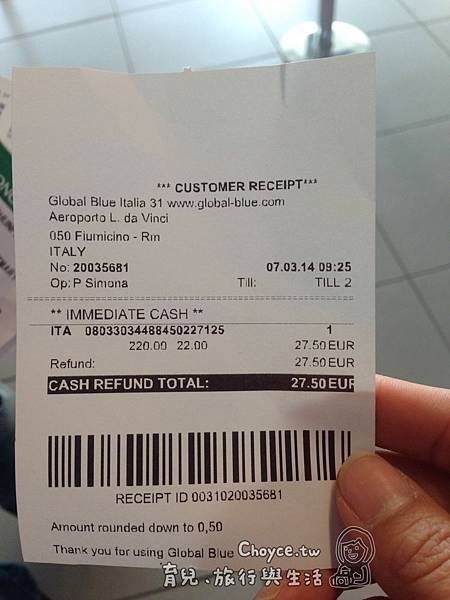 *** CUSTOMER RECEIPT***
Global Blue Italia 31 www.global-blue.com
Aeroporto L. da Vinci
050 Fiumicino - Rm
ITALY
No: 20035681 07.03.14 09:25
Op: P Simona Till: TILL 2
** IMMEDIATE CASH **
ITA 08033034488450227125 1
220.00 22.00 27.50 EUR
Refund: 27.50 EUR
CASH REFUND TOTAL: 27.50 EUR
RECEIPT ID 0031020035681
Amount rounded down to 0,50
Thank you for using Global Blue
Choyce.tw
育兒、旅行與生活